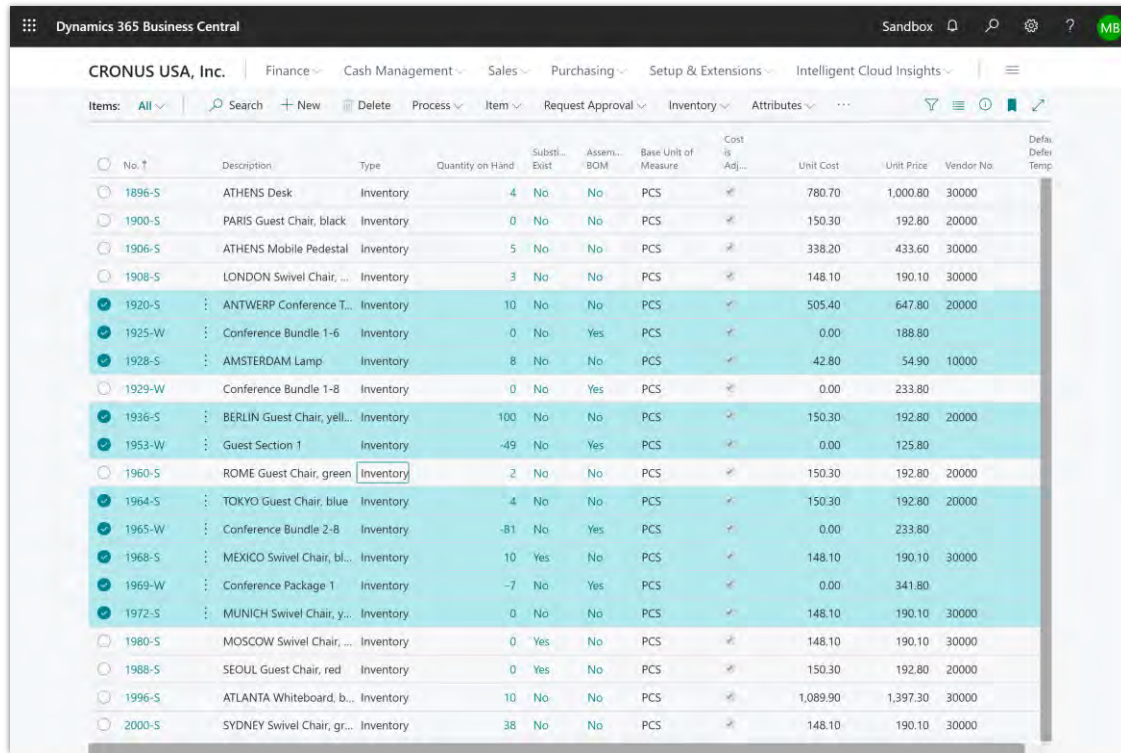 Dynamics 365 Business Central Sandbox ? MB
CRONUS USA, Inc. Finance Cash Management Sales Purchasing Setup & Extensions Intelligent Cloud Insights
Items: All Search + New Delete Process Item Request Approval Inventory Attributes ...
No. ↑ Description Type Quantity on Hand Substi... Exist Assem... BOM Base Unit of Measure Cost is Adj... Unit Cost Unit Price Vendor No. Defau Defer Temp
1896-S ATHENS Desk Inventory 4 No No PCS 780.70 1,000.80 30000
1900-S PARIS Guest Chair, black Inventory 0 No No PCS 150.30 192.80 20000
1906-S ATHENS Mobile Pedestal Inventory 5 No No PCS 338.20 433.60 30000
1908-S LONDON Swivel Chair, ... Inventory 3 No No PCS 148.10 190.10 30000
1920-S ANTWERP Conference T... Inventory 10 No No PCS 505.40 647.80 20000
1925-W Conference Bundle 1-6 Inventory 0 No Yes PCS 0.00 188.80
1928-S AMSTERDAM Lamp Inventory 8 No No PCS 42.80 54.90 10000
1929-W Conference Bundle 1-8 Inventory 0 No Yes PCS 0.00 233.80
1936-S BERLIN Guest Chair, yell... Inventory 100 No No PCS 150.30 192.80 20000
1953-W Guest Section 1 Inventory -49 No Yes PCS 0.00 125.80
1960-S ROME Guest Chair, green Inventory 2 No No PCS 150.30 192.80 20000
1964-S TOKYO Guest Chair, blue Inventory 4 No No PCS 150.30 192.80 20000
1965-W Conference Bundle 2-8 Inventory -81 No Yes PCS 0.00 233.80
1968-S MEXICO Swivel Chair, bl... Inventory 10 Yes No PCS 148.10 190.10 30000
1969-W Conference Package 1 Inventory -7 No Yes PCS 0.00 341.80
1972-S MUNICH Swivel Chair, y... Inventory 0 No No PCS 148.10 190.10 30000
1980-S MOSCOW Swivel Chair, ... Inventory 0 Yes No PCS 148.10 190.10 30000
1988-S SEOUL Guest Chair, red Inventory 0 Yes No PCS 150.30 192.80 20000
1996-S ATLANTA Whiteboard, b... Inventory 10 No No PCS 1,089.90 1,397.30 30000
2000-S SYDNEY Swivel Chair, gr... Inventory 38 No No PCS 148.10 190.10 30000